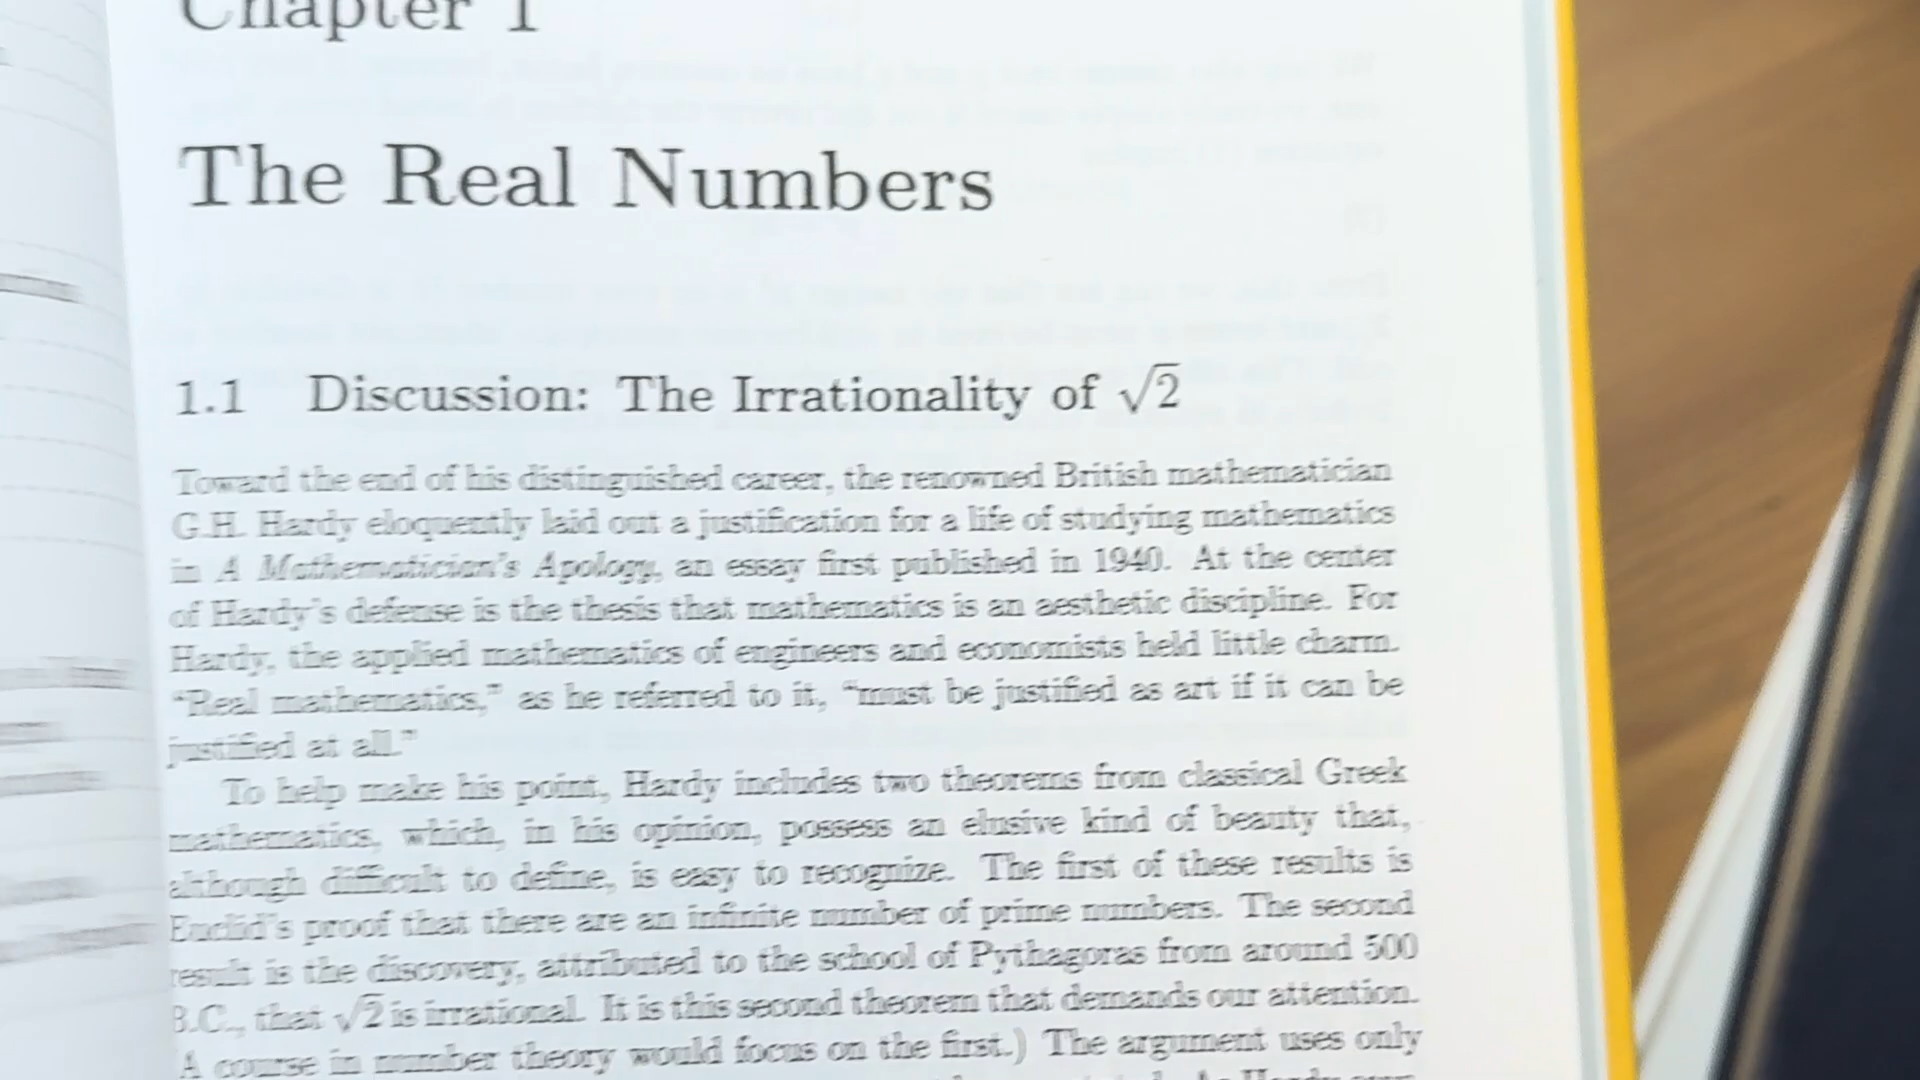 Chapter 1
The Real Numbers
1.1 Discussion: The Irrationality of √2
Toward the end of his distinguished career, the renowned British mathematician
G.H. Hardy eloquently laid out a justification for a life of studying mathematics
in A Mathematician's Apology, an essay first published in 1940. At the center
of Hardy's defense is the thesis that mathematics is an aesthetic discipline. For
Hardy, the applied mathematics of engineers and economists held little charm.
“Real mathematics,” as he referred to it, “must be justified as art if it can be
justified at all.”
To help make his point, Hardy includes two theorems from classical Greek
mathematics, which, in his opinion, possess an elusive kind of beauty that,
although difficult to define, is easy to recognize. The first of these results is
Euclid's proof that there are an infinite number of prime numbers. The second
result is the discovery, attributed to the school of Pythagoras from around 500
B.C., that √2 is irrational. It is this second theorem that demands our attention.
A course in number theory would focus on the first.) The argument uses only